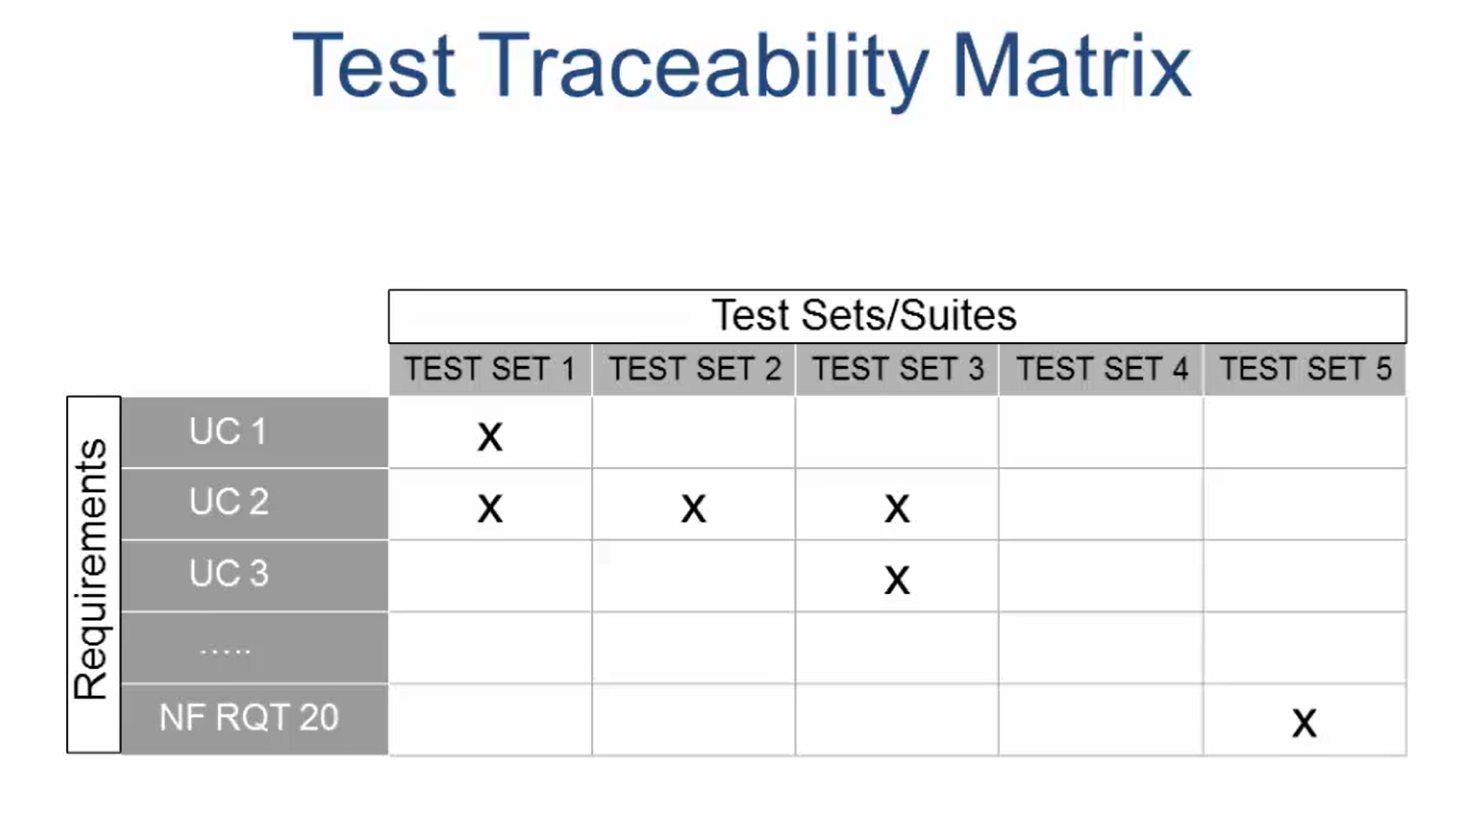 Test Traceability Matrix
Test Sets/Suites
TEST SET 1 TEST SET 2 TEST SET 3 TEST SET 4 TEST SET 5
Requirements
UC 1 X
UC 2 X X X
UC 3 X
.....
NF RQT 20 X